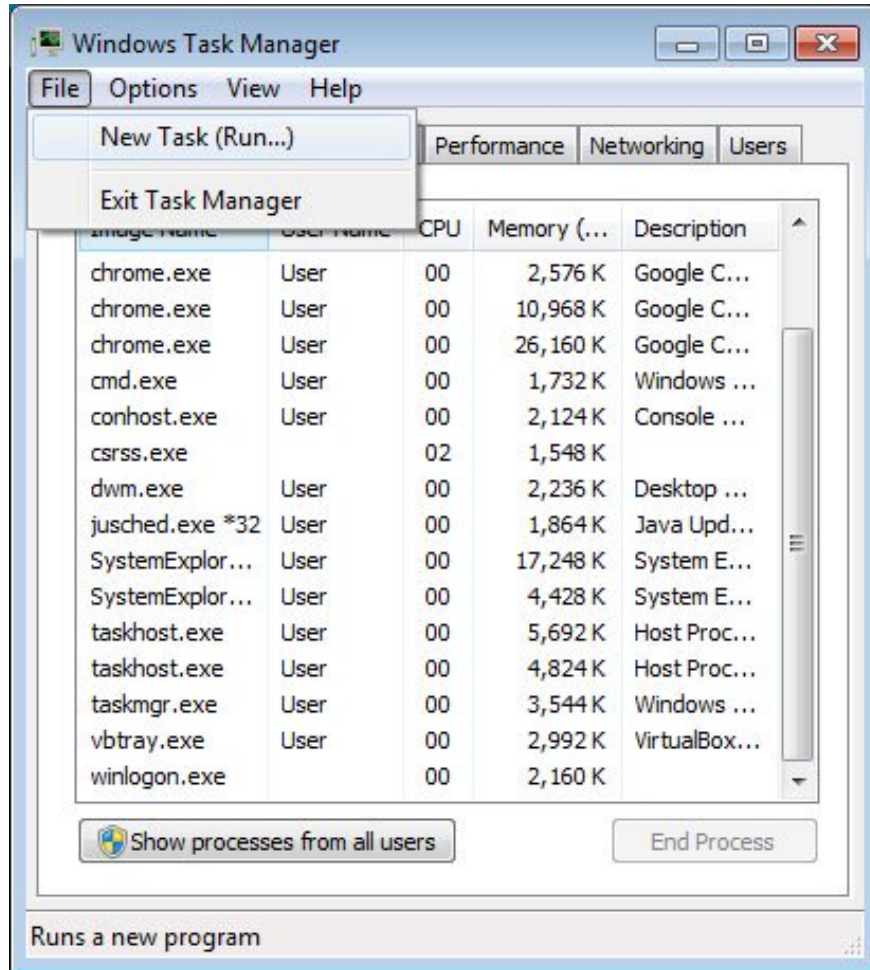 Windows Task Manager
File Options View Help
New Task (Run...)
Performance Networking Users
Exit Task Manager
Image Name User Name CPU Memory (... Description
chrome.exe User 00 2,576 K Google C...
chrome.exe User 00 10,968 K Google C...
chrome.exe User 00 26,160 K Google C...
cmd.exe User 00 1,732 K Windows ...
conhost.exe User 00 2,124 K Console ...
csrss.exe 02 1,548 K
dwm.exe User 00 2,236 K Desktop ...
jusched.exe *32 User 00 1,864 K Java Upd...
SystemExplor... User 00 17,248 K System E...
SystemExplor... User 00 4,428 K System E...
taskhost.exe User 00 5,692 K Host Proc...
taskhost.exe User 00 4,824 K Host Proc...
taskmgr.exe User 00 3,544 K Windows ...
vbtray.exe User 00 2,992 K VirtualBox...
winlogon.exe 00 2,160 K
Show processes from all users End Process
Runs a new program